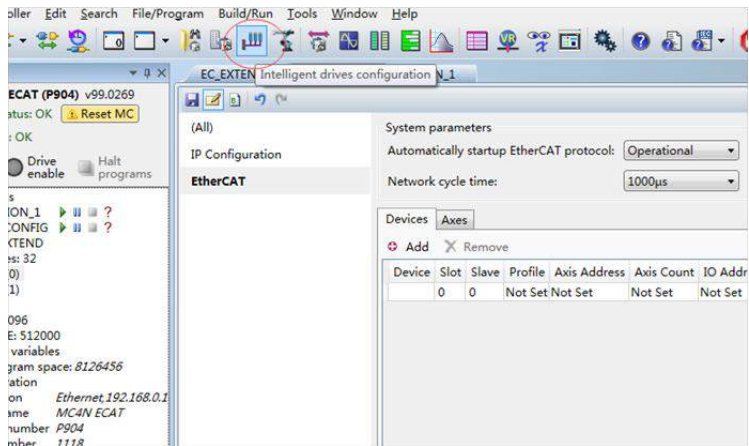 oller Edit Search File/Program Build/Run Tools Window Help
EC_EXTEN Intelligent drives configuration N_1
ECAT (P904) v99.0269
atus: OK Reset MC
: OK
Drive enable Halt programs
s
ION_1 ?
CONFIG ?
XTEND
es: 32
0)
1)
096
E: 512000
variables
gram space: 8126456
ation
on Ethernet,192.168.0.1
ame MC4N ECAT
number P904
mber 1118
(All)
IP Configuration
EtherCAT
System parameters
Automatically startup EtherCAT protocol: Operational
Network cycle time: 1000µs
Devices Axes
Add Remove
Device Slot Slave Profile Axis Address Axis Count IO Addr
0 0 Not Set Not Set Not Set Not Set